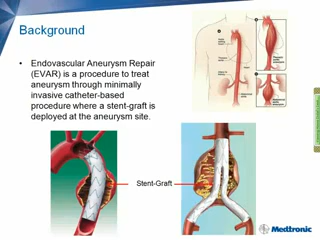 Background
• Endovascular Aneurysm Repair
(EVAR) is a procedure to treat
aneurysm through minimally
invasive catheter-based
procedure where a stent-graft is
deployed at the aneurysm site.
Stent-Graft
Medtronic